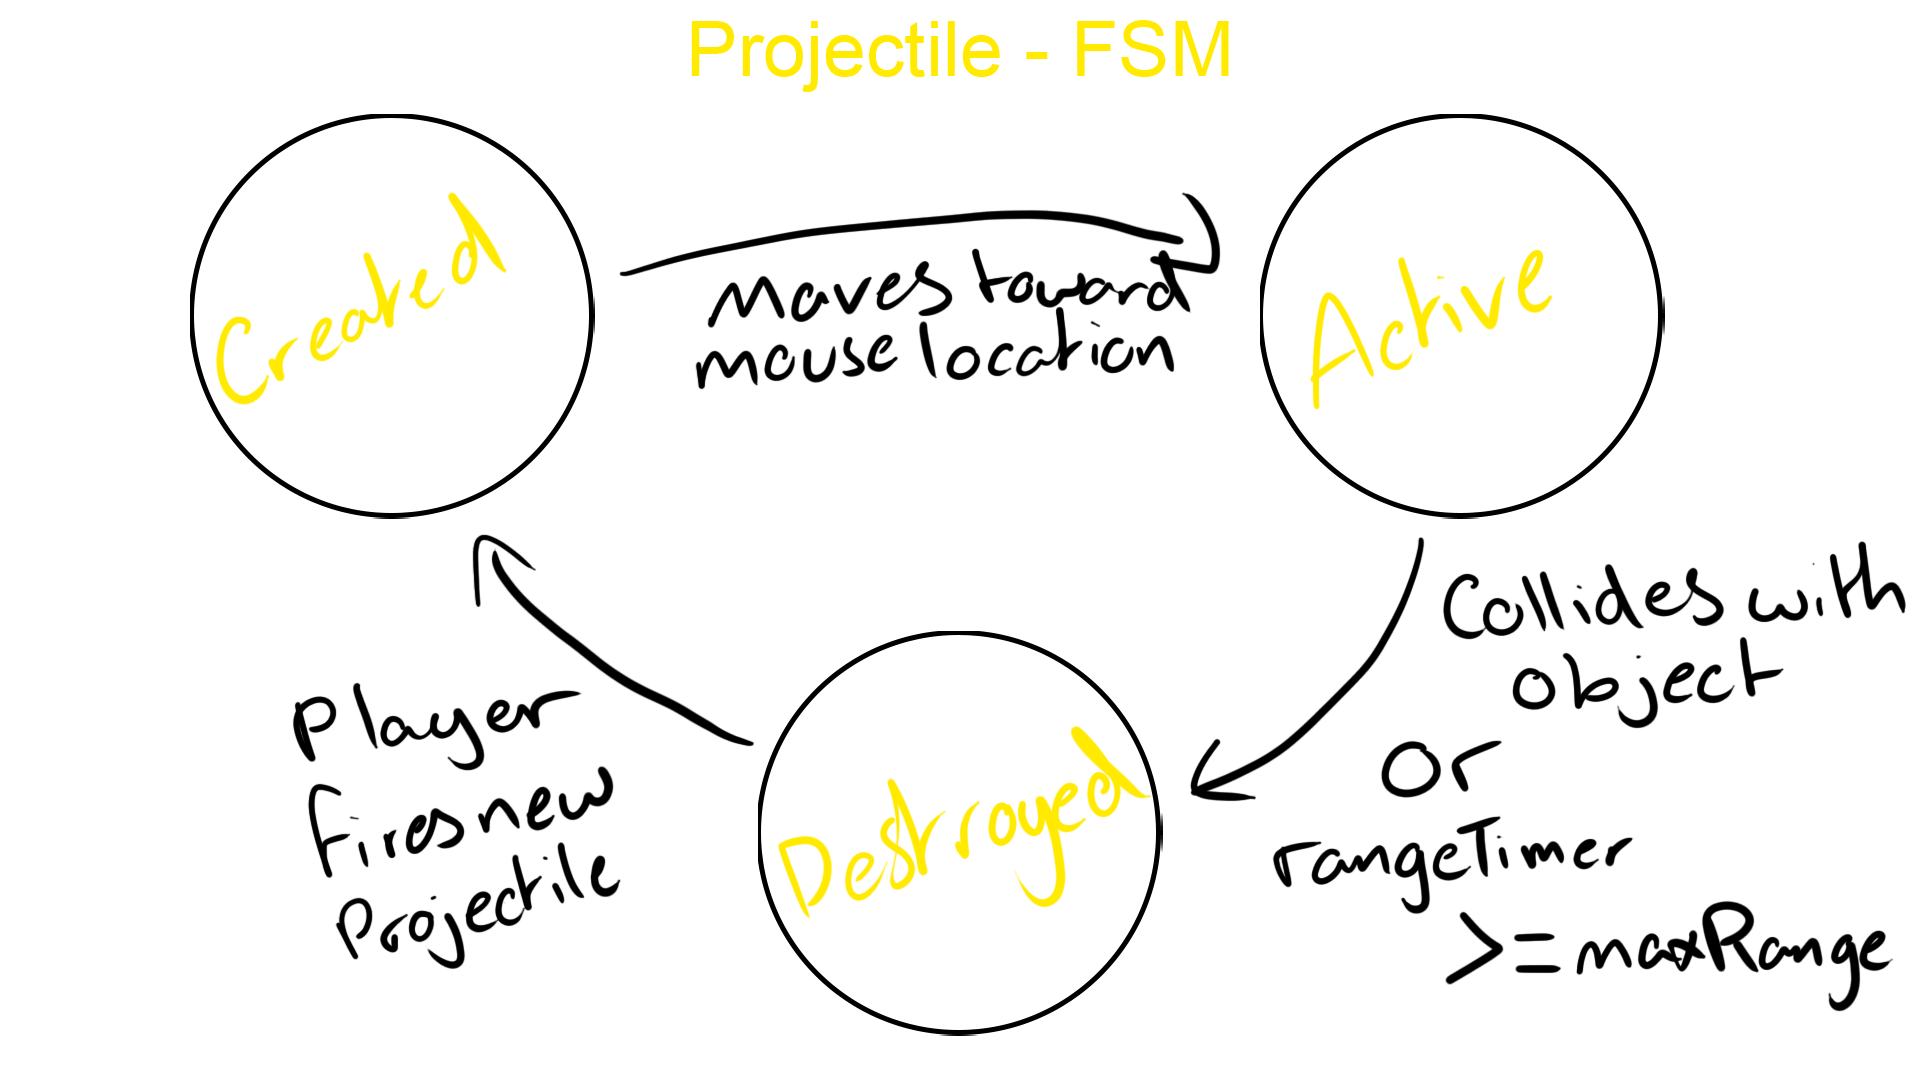 Projectile - FSM
Created
Moves toward
mouse location
Active
Collides with
object
or
rangeTimer
>= maxRange
Destroyed
Player
fires new
Projectile